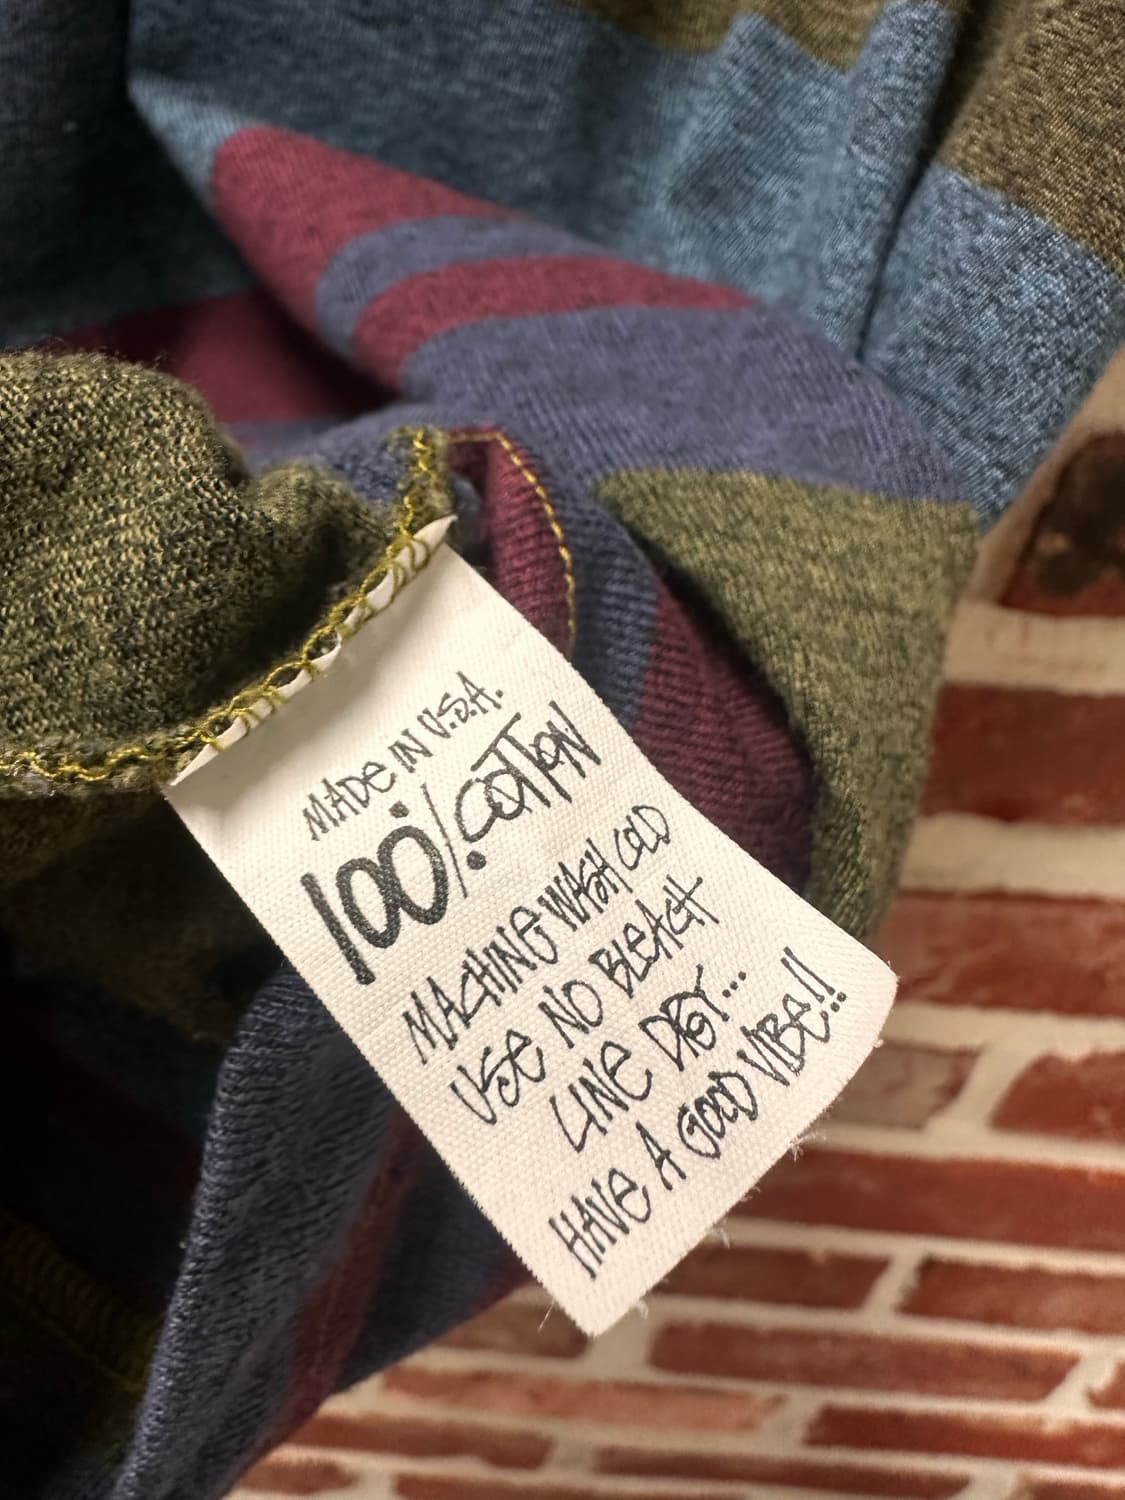 MADE IN U.S.A.
100% COTTON
MACHINE WASH COLD
USE NO BLEACH
LINE DRY...
HAVE A GOOD VIBE!!